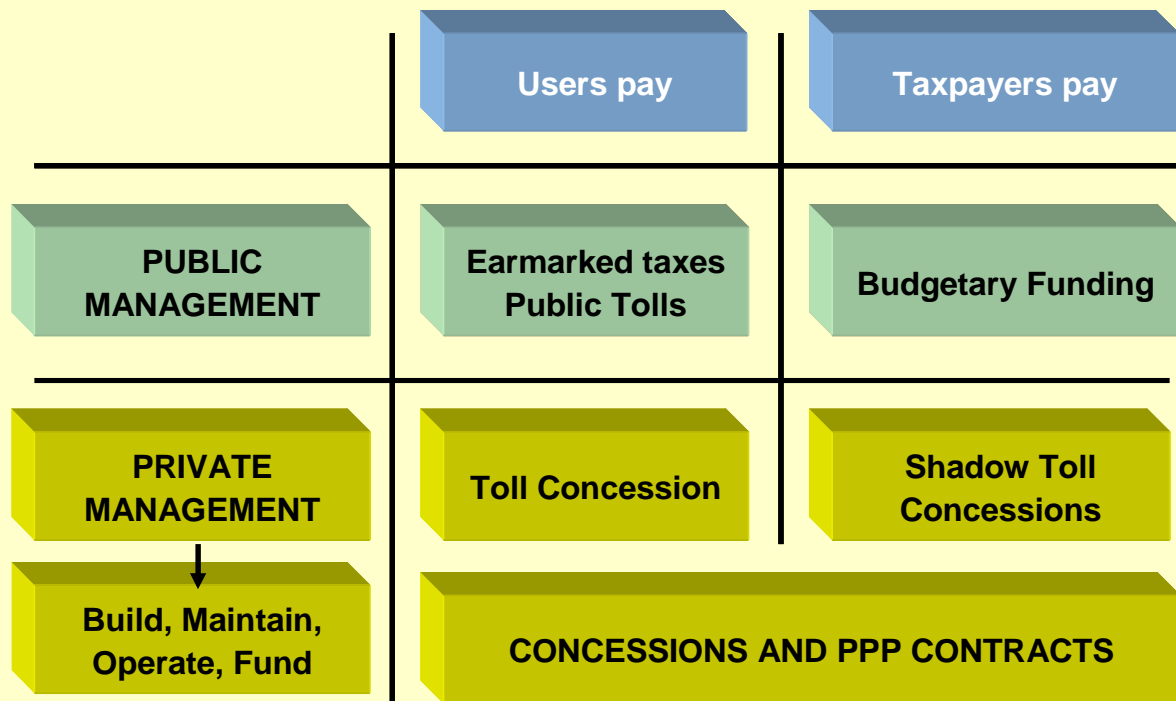 Users pay
Taxpayers pay
PUBLIC
MANAGEMENT
Earmarked taxes
Public Tolls
Budgetary Funding
PRIVATE
MANAGEMENT
Toll Concession
Shadow Toll
Concessions
Build, Maintain,
Operate, Fund
CONCESSIONS AND PPP CONTRACTS